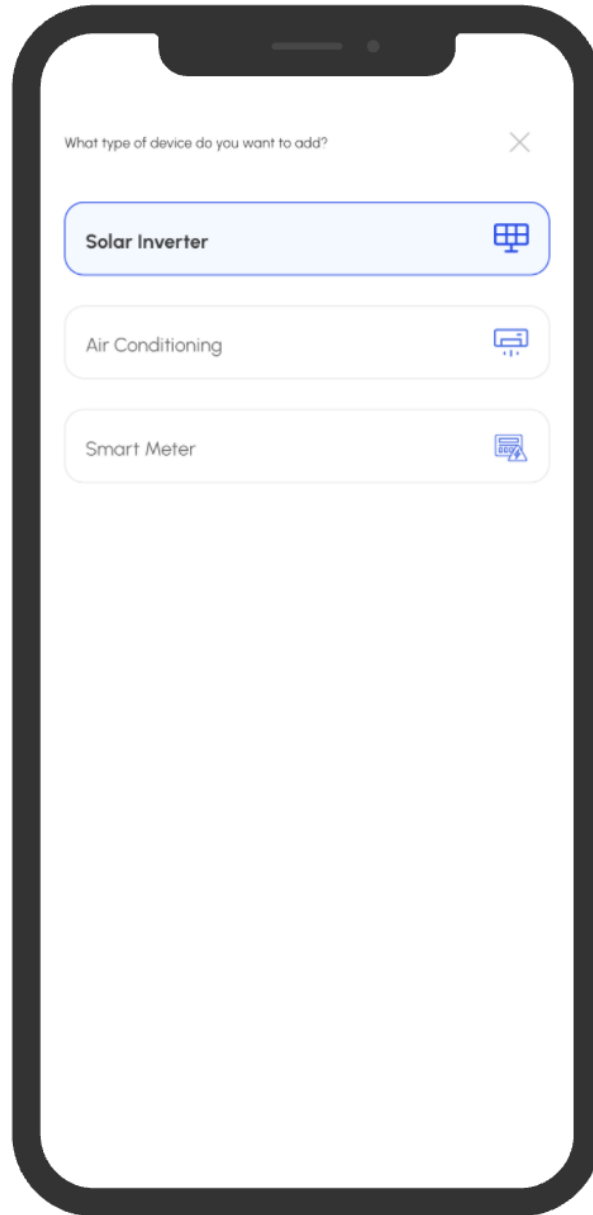 What type of device do you want to add?
Solar Inverter
Air Conditioning
Smart Meter